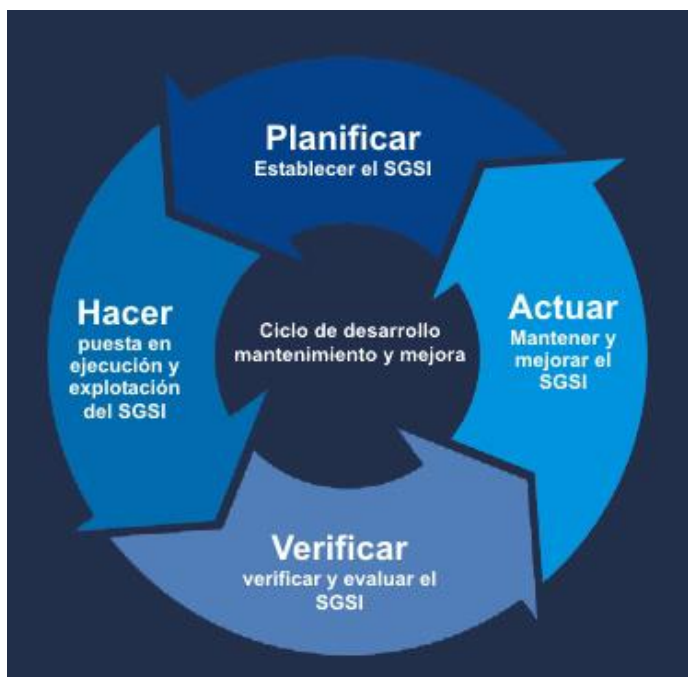 Planificar
Establecer el SGSI
Hacer
puesta en
ejecución y
explotación
del SGSI
Ciclo de desarrollo
mantenimiento y mejora
Actuar
Mantener y
mejorar el
SGSI
Verificar
verificar y evaluar el
SGSI